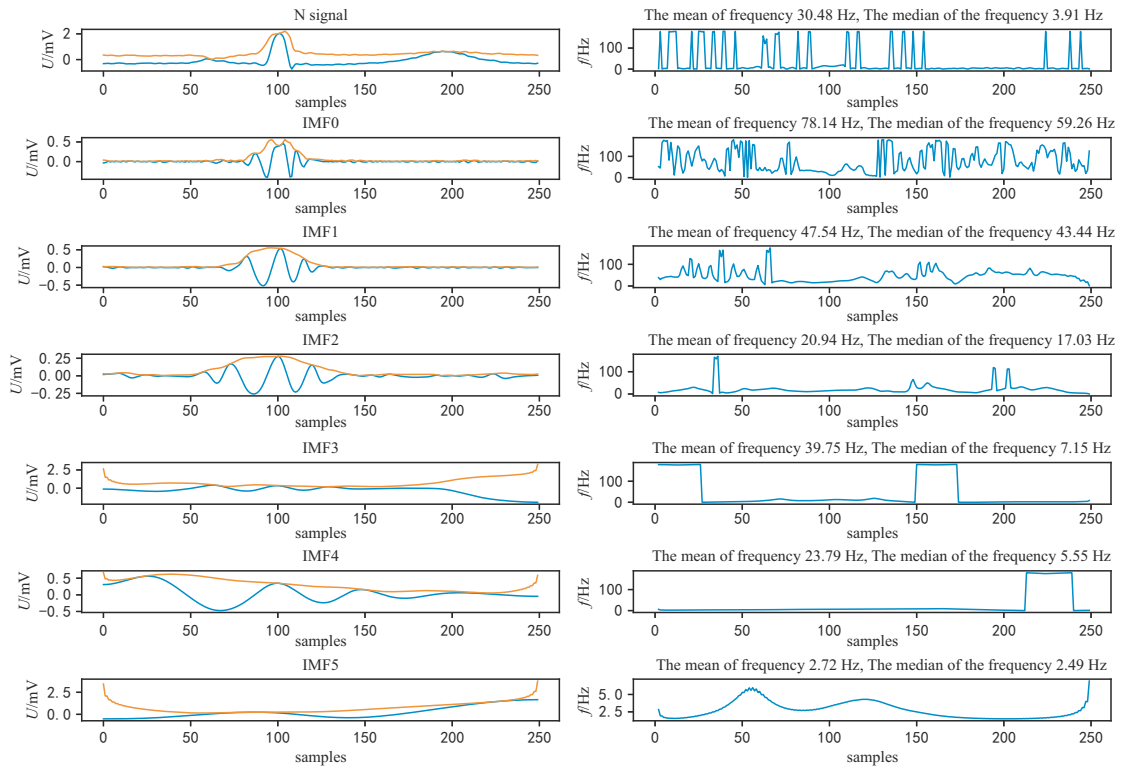 N signal
The mean of frequency 30.48 Hz, The median of the frequency 3.91 Hz
U/mV
2
0
0 50 100 150 200 250
samples
f/Hz
100
0
0 50 100 150 200 250
samples
IMF0
The mean of frequency 78.14 Hz, The median of the frequency 59.26 Hz
U/mV
0.5
0.0
0 50 100 150 200 250
samples
f/Hz
100
0
0 50 100 150 200 250
samples
IMF1
The mean of frequency 47.54 Hz, The median of the frequency 43.44 Hz
U/mV
0.5
0.0
−0.5
0 50 100 150 200 250
samples
f/Hz
100
0
0 50 100 150 200 250
samples
IMF2
The mean of frequency 20.94 Hz, The median of the frequency 17.03 Hz
U/mV
0.25
0.00
−0.25
0 50 100 150 200 250
samples
f/Hz
100
0
0 50 100 150 200 250
samples
IMF3
The mean of frequency 39.75 Hz, The median of the frequency 7.15 Hz
U/mV
2.5
0.0
0 50 100 150 200 250
samples
f/Hz
100
0
0 50 100 150 200 250
samples
IMF4
The mean of frequency 23.79 Hz, The median of the frequency 5.55 Hz
U/mV
0.5
0.0
−0.5
0 50 100 150 200 250
samples
f/Hz
100
0
0 50 100 150 200 250
samples
IMF5
The mean of frequency 2.72 Hz, The median of the frequency 2.49 Hz
U/mV
2.5
0.0
0 50 100 150 200 250
samples
f/Hz
5.0
2.5
0 50 100 150 200 250
samples